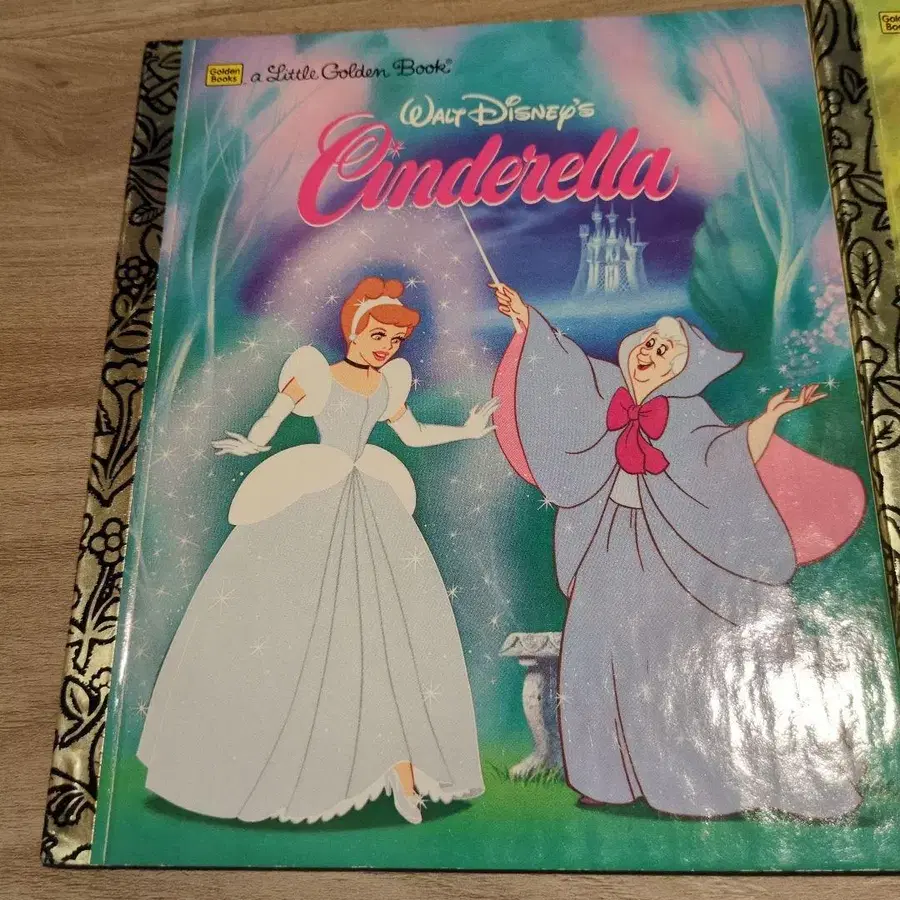 Golden
Books
a Little Golden Book®
WALT DISNEY'S
Cinderella